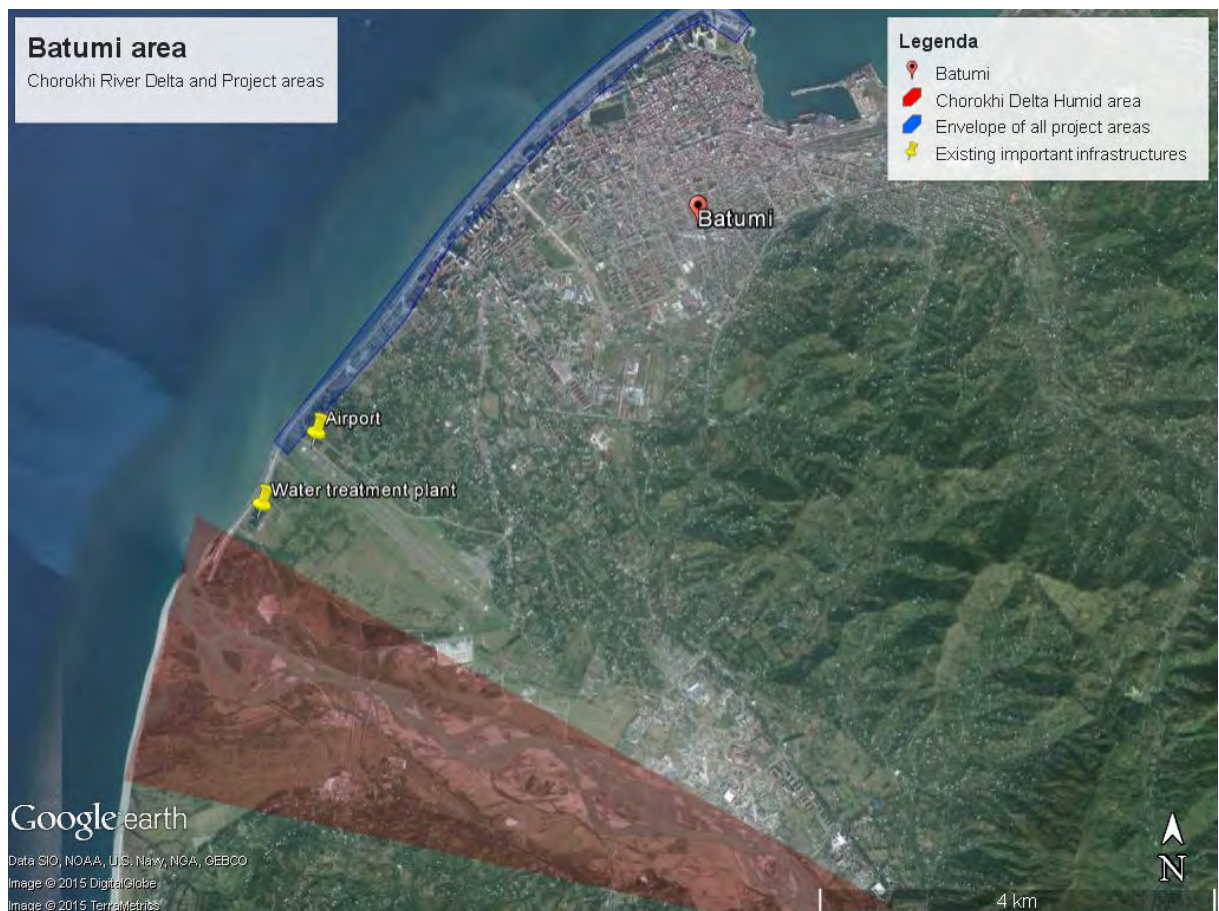 Batumi area
Chorokhi River Delta and Project areas
Legenda
Batumi
Chorokhi Delta Humid area
Envelope of all project areas
Existing important infrastructures
Batumi
Airport
Water treatment plant
Google earth
Data SIO, NOAA, U.S. Navy, NGA, GEBCO
Image © 2015 DigitalGlobe
Image © 2015 TerraMetrics
N
4 km